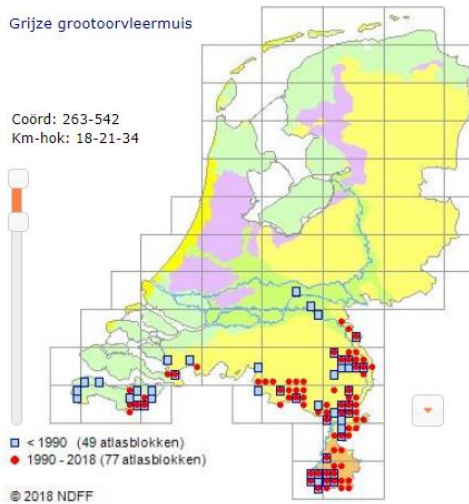 Grijze grootoorvleermuis
Coörd: 263-542
Km-hok: 18-21-34
< 1990 (49 atlasblokken)
1990 - 2018 (77 atlasblokken)
© 2018 NDFF